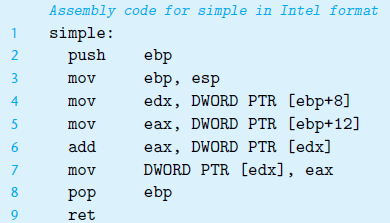 Assembly code for simple in Intel format
1 simple:
2 push ebp
3 mov ebp, esp
4 mov edx, DWORD PTR [ebp+8]
5 mov eax, DWORD PTR [ebp+12]
6 add eax, DWORD PTR [edx]
7 mov DWORD PTR [edx], eax
8 pop ebp
9 ret